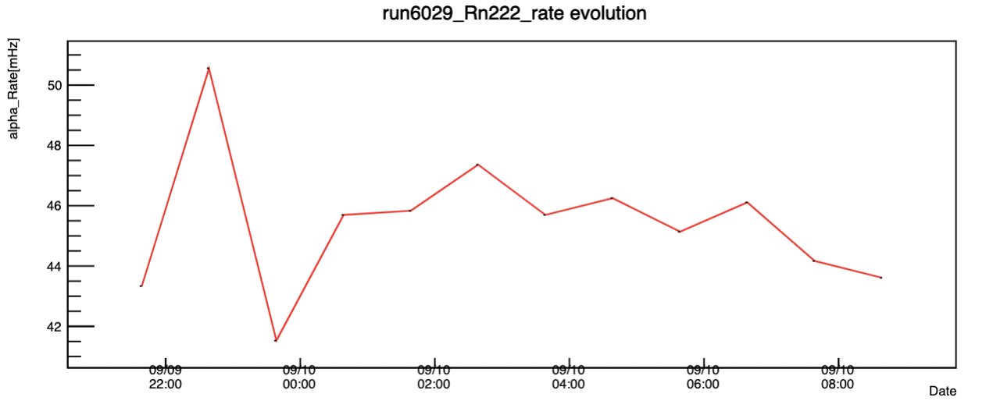 run6029_Rn222_rate evolution
alpha_Rate[mHz]
50
48
46
44
42
09/09 09/10 09/10 09/10 09/10 09/10
22:00 00:00 02:00 04:00 06:00 08:00
Date